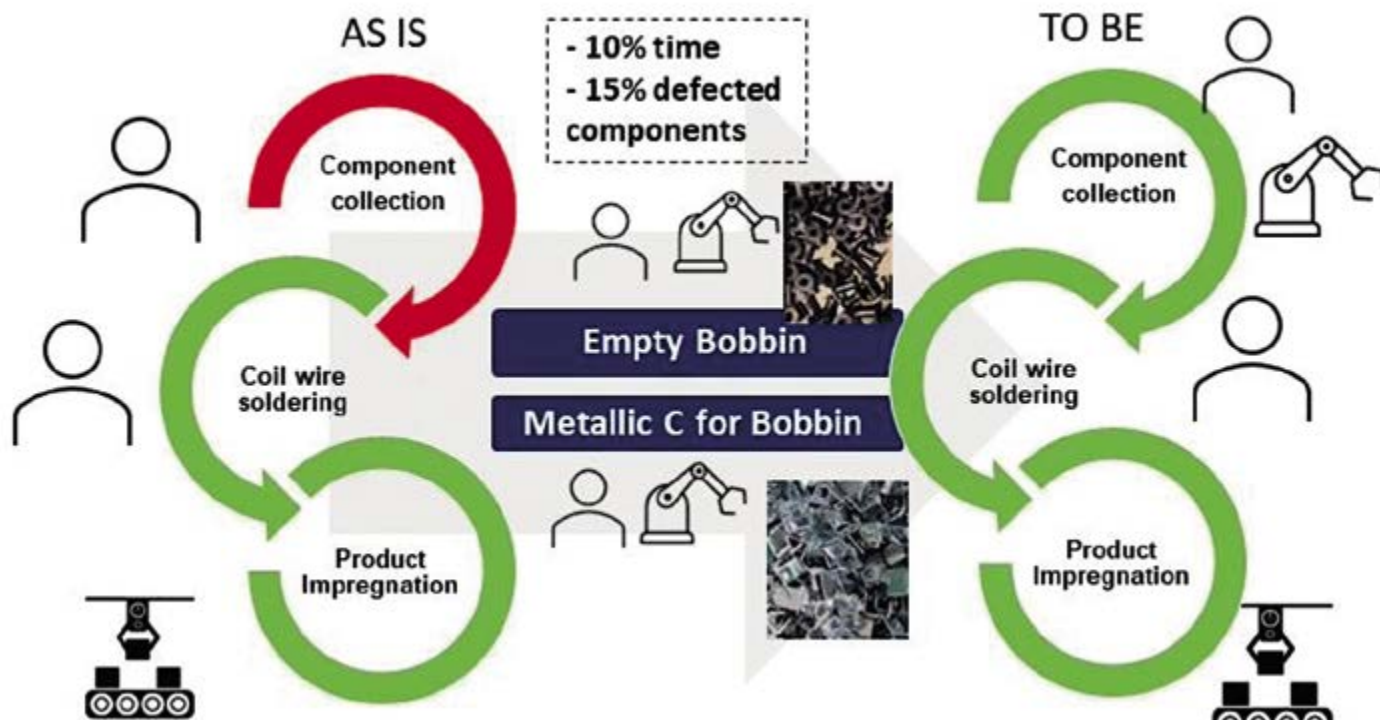 AS IS
- 10% time
- 15% defected
components
TO BE
Component
collection
Component
collection
Empty Bobbin
Coil wire
soldering
Coil wire
soldering
Metallic C for Bobbin
Product
Impregnation
Product
Impregnation